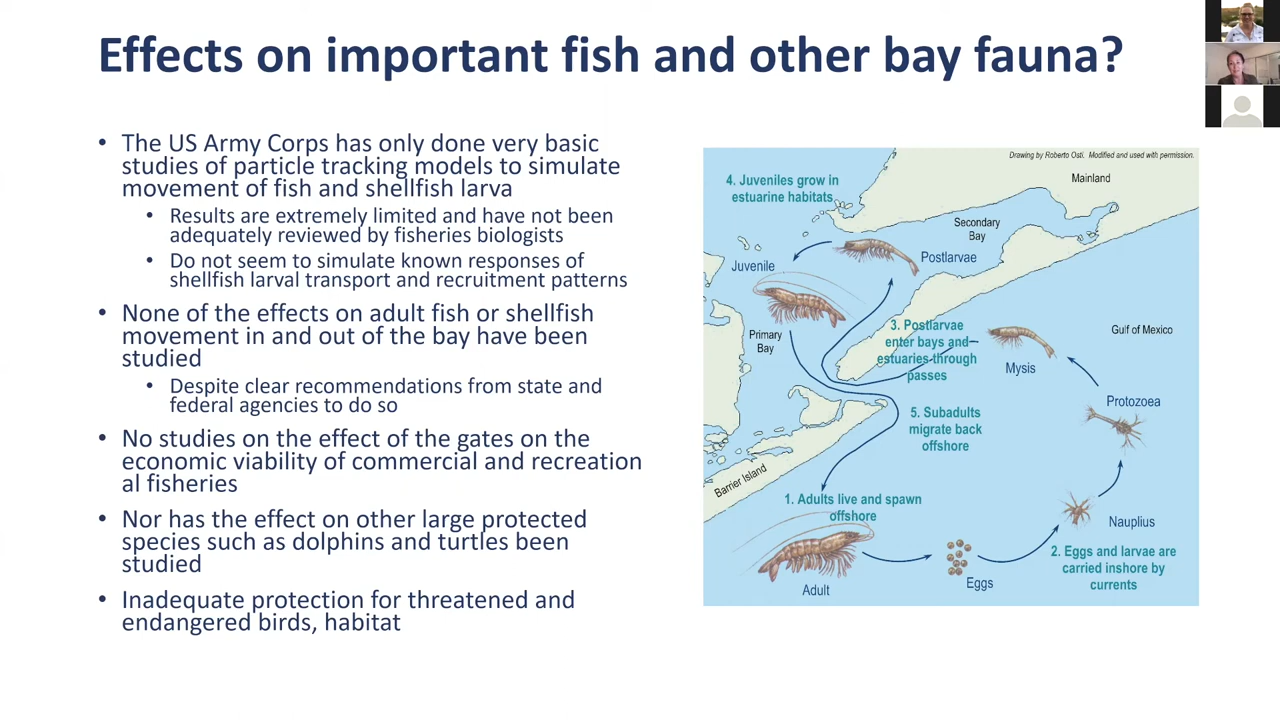 Effects on important fish and other bay fauna?
• The US Army Corps has only done very basic
studies of particle tracking models to simulate
movement of fish and shellfish larva
• Results are extremely limited and have not been
adequately reviewed by fisheries biologists
• Do not seem to simulate known responses of
shellfish larval transport and recruitment patterns
• None of the effects on adult fish or shellfish
movement in and out of the bay have been
studied
• Despite clear recommendations from state and
federal agencies to do so
• No studies on the effect of the gates on the
economic viability of commercial and recreation
al fisheries
• Nor has the effect on other large protected
species such as dolphins and turtles been
studied
• Inadequate protection for threatened and
endangered birds, habitat
Drawing by Roberto Osti. Modified and used with permission.
Mainland
4. Juveniles grow in
estuarine habitats
Secondary
Bay
Postlarvae
Juvenile
Primary
Bay
3. Postlarvae
enter bays and
estuaries through
passes
Gulf of Mexico
Mysis
Protozoea
5. Subadults
migrate back
offshore
Barrier Island
1. Adults live and spawn
offshore
Nauplius
2. Eggs and larvae are
carried inshore by
currents
Eggs
Adult